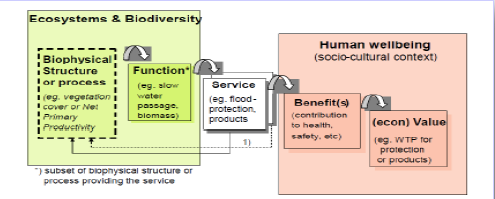 Ecosystems & Biodiversity
Biophysical
Structure
or process
(eg. vegetation
cover or Net
Primary
Productivity)
Function*
(eg. slow
water
passage,
biomass)
Service
(eg. flood-
protection,
products
1)
*) subset of biophysical structure or
process providing the service
Human wellbeing
(socio-cultural context)
Benefit(s)
(contribution
to health,
safety, etc)
(econ) Value
(eg. WTP for
protection
or products)